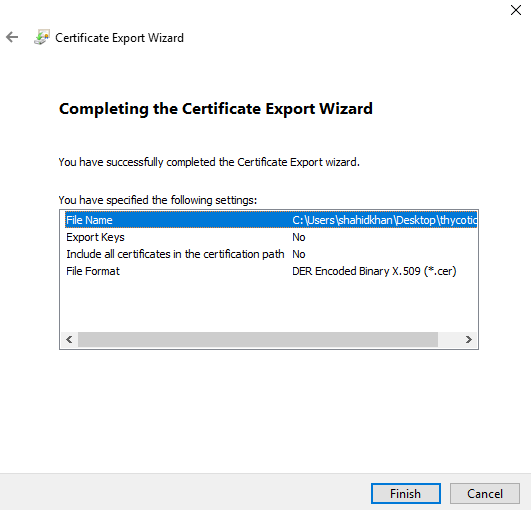 Certificate Export Wizard
Completing the Certificate Export Wizard
You have successfully completed the Certificate Export wizard.
You have specified the following settings:
File Name C:\Users\shahidkhan\Desktop\thycotic
Export Keys No
Include all certificates in the certification path No
File Format DER Encoded Binary X.509 (*.cer)
Finish Cancel